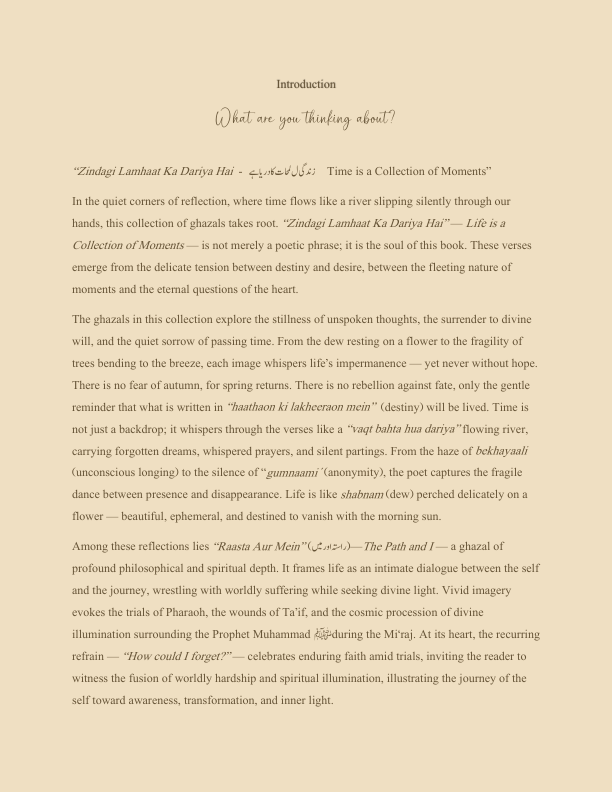 Introduction
What are you thinking about?
“Zindagi Lamhaat Ka Dariya Hai - زندگی ل لمحات کا دریا ہے Time is a Collection of Moments”
In the quiet corners of reflection, where time flows like a river slipping silently through our
hands, this collection of ghazals takes root. “Zindagi Lamhaat Ka Dariya Hai” — Life is a
Collection of Moments — is not merely a poetic phrase; it is the soul of this book. These verses
emerge from the delicate tension between destiny and desire, between the fleeting nature of
moments and the eternal questions of the heart.
The ghazals in this collection explore the stillness of unspoken thoughts, the surrender to divine
will, and the quiet sorrow of passing time. From the dew resting on a flower to the fragility of
trees bending to the breeze, each image whispers life’s impermanence — yet never without hope.
There is no fear of autumn, for spring returns. There is no rebellion against fate, only the gentle
reminder that what is written in “haathaon ki lakheeraon mein” (destiny) will be lived. Time is
not just a backdrop; it whispers through the verses like a “vaqt bahta hua dariya” flowing river,
carrying forgotten dreams, whispered prayers, and silent partings. From the haze of bekhayaali
(unconscious longing) to the silence of “gumnaami´(anonymity), the poet captures the fragile
dance between presence and disappearance. Life is like shabnam (dew) perched delicately on a
flower — beautiful, ephemeral, and destined to vanish with the morning sun.
Among these reflections lies “Raasta Aur Mein” (راستہ اور میں)—The Path and I — a ghazal of
profound philosophical and spiritual depth. It frames life as an intimate dialogue between the self
and the journey, wrestling with worldly suffering while seeking divine light. Vivid imagery
evokes the trials of Pharaoh, the wounds of Ta’if, and the cosmic procession of divine
illumination surrounding the Prophet Muhammad ﷺ during the Mi‘raj. At its heart, the recurring
refrain — “How could I forget?” — celebrates enduring faith amid trials, inviting the reader to
witness the fusion of worldly hardship and spiritual illumination, illustrating the journey of the
self toward awareness, transformation, and inner light.